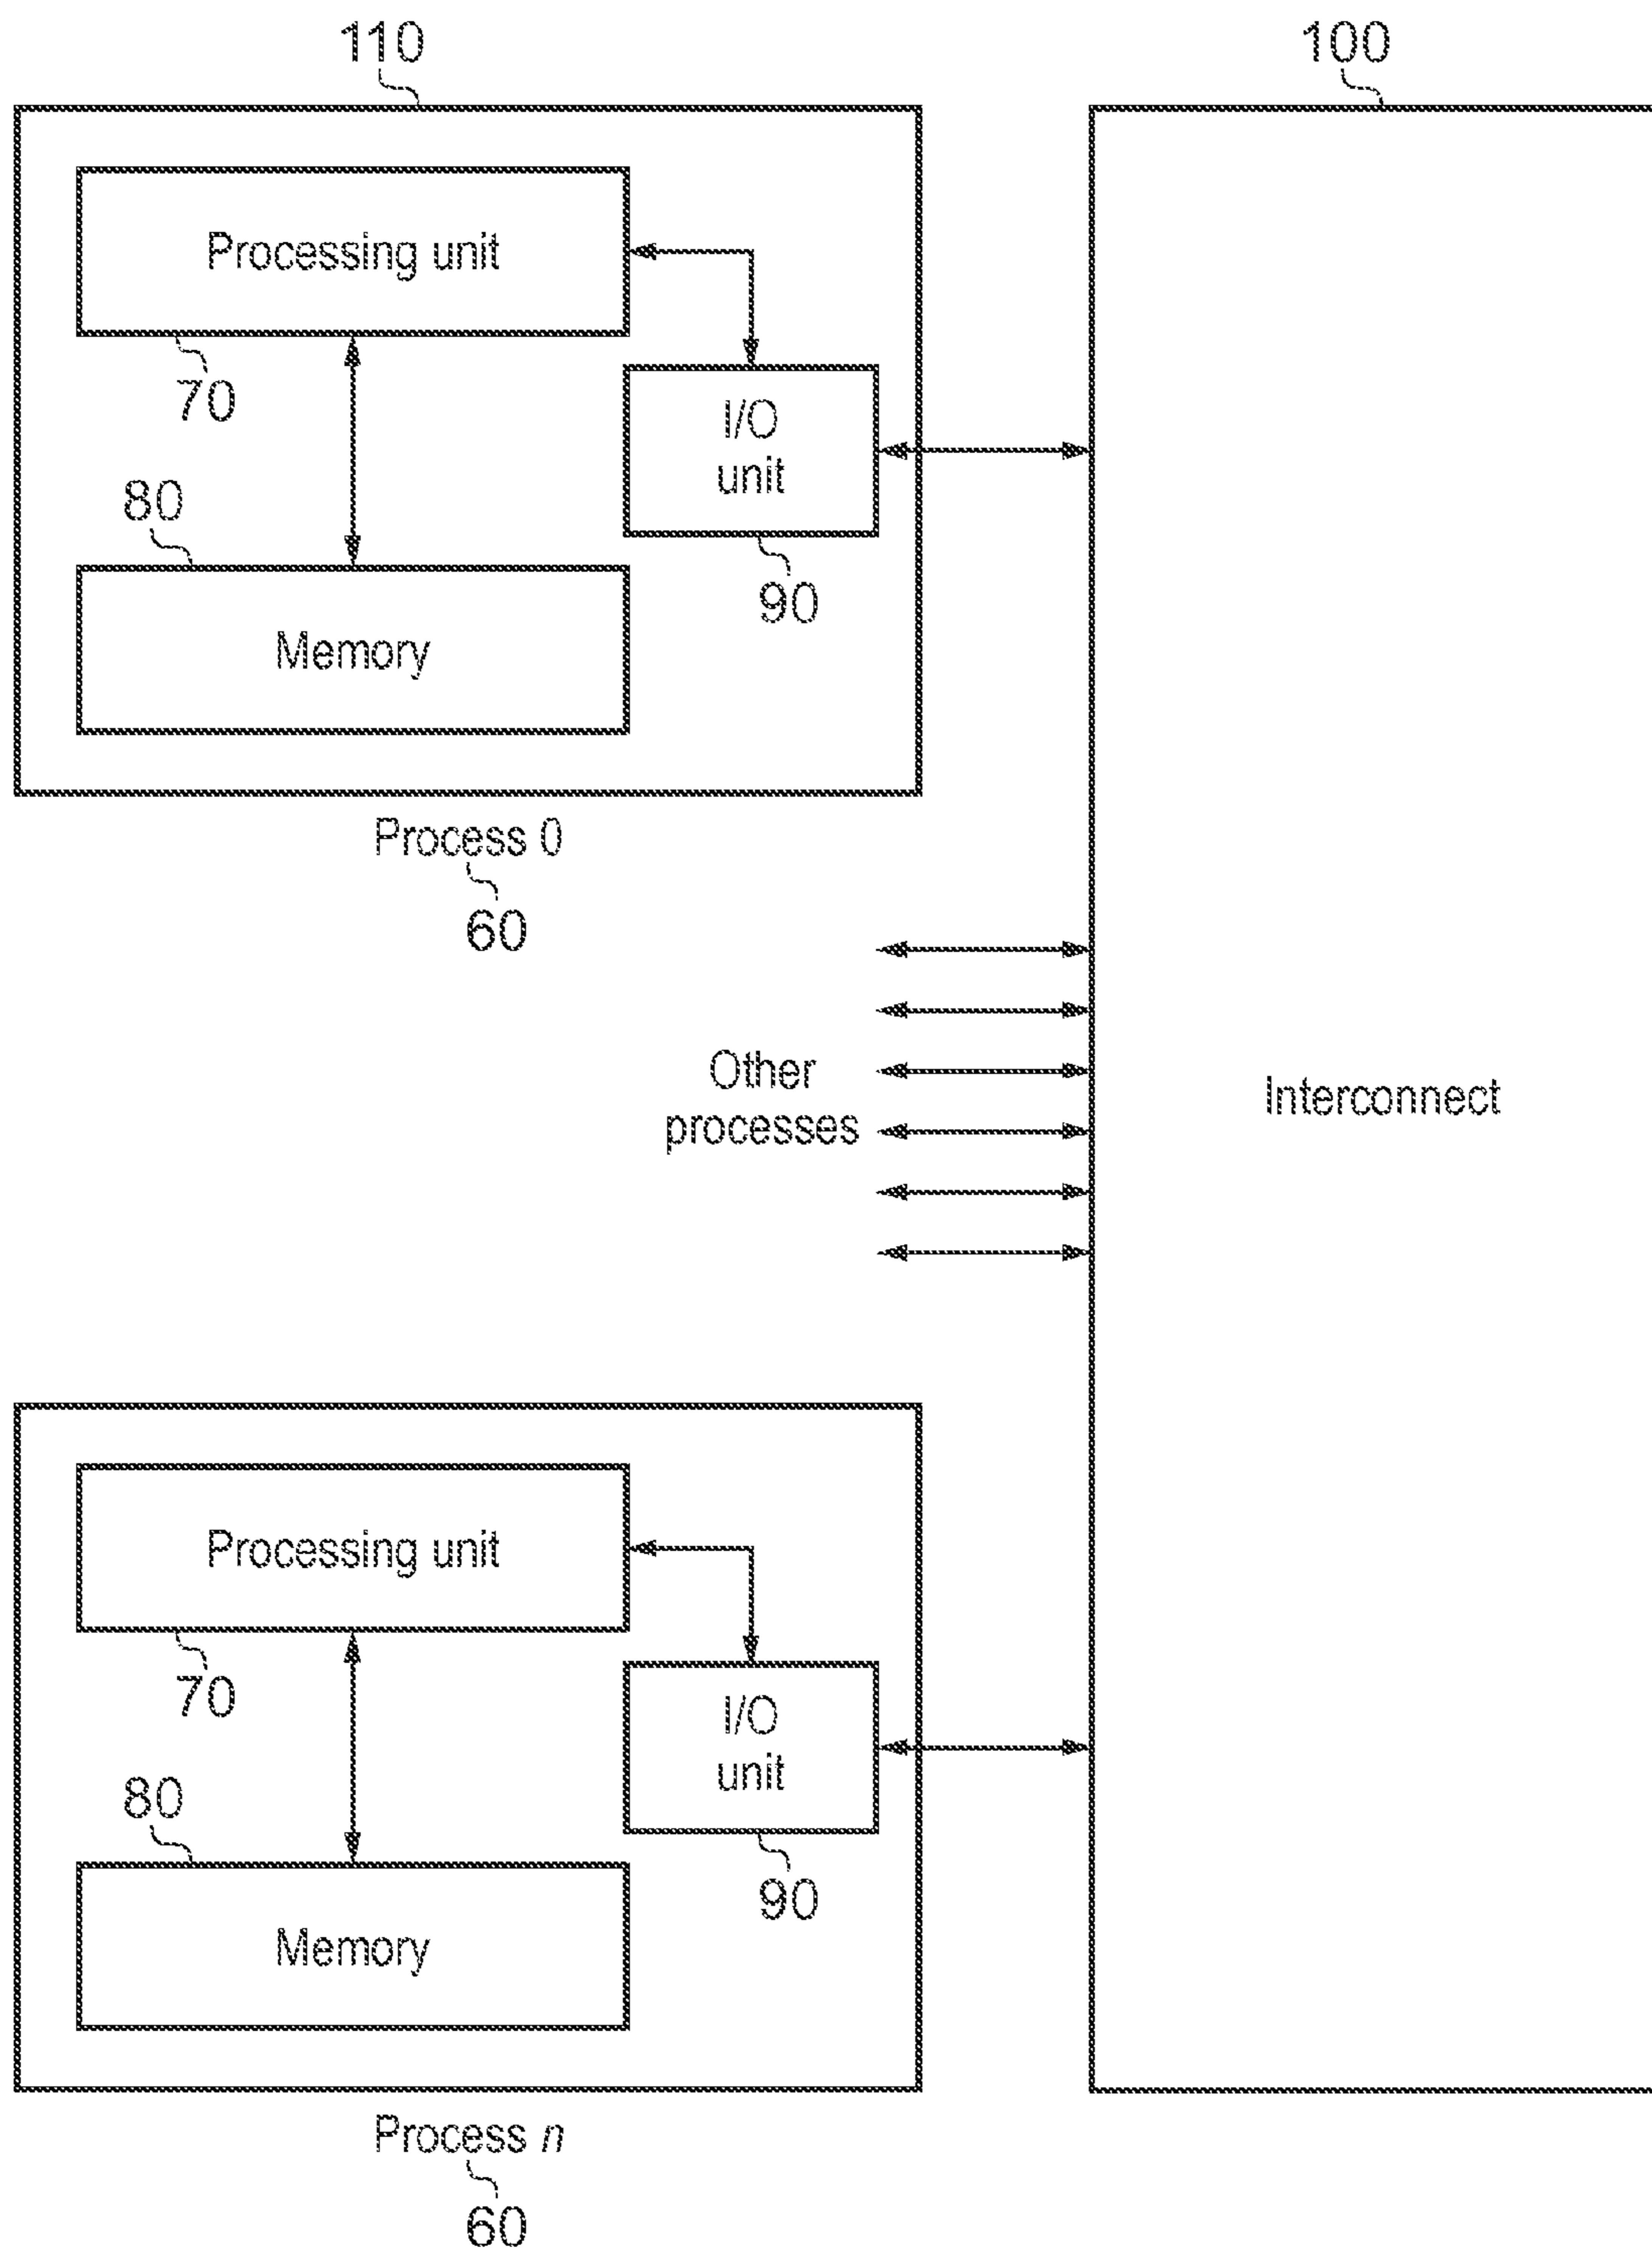 110
100
Processing unit
70
I/O
unit
80
90
Memory
Process 0
60
Other
processes
Interconnect
Processing unit
70
I/O
unit
80
90
Memory
Process n
60